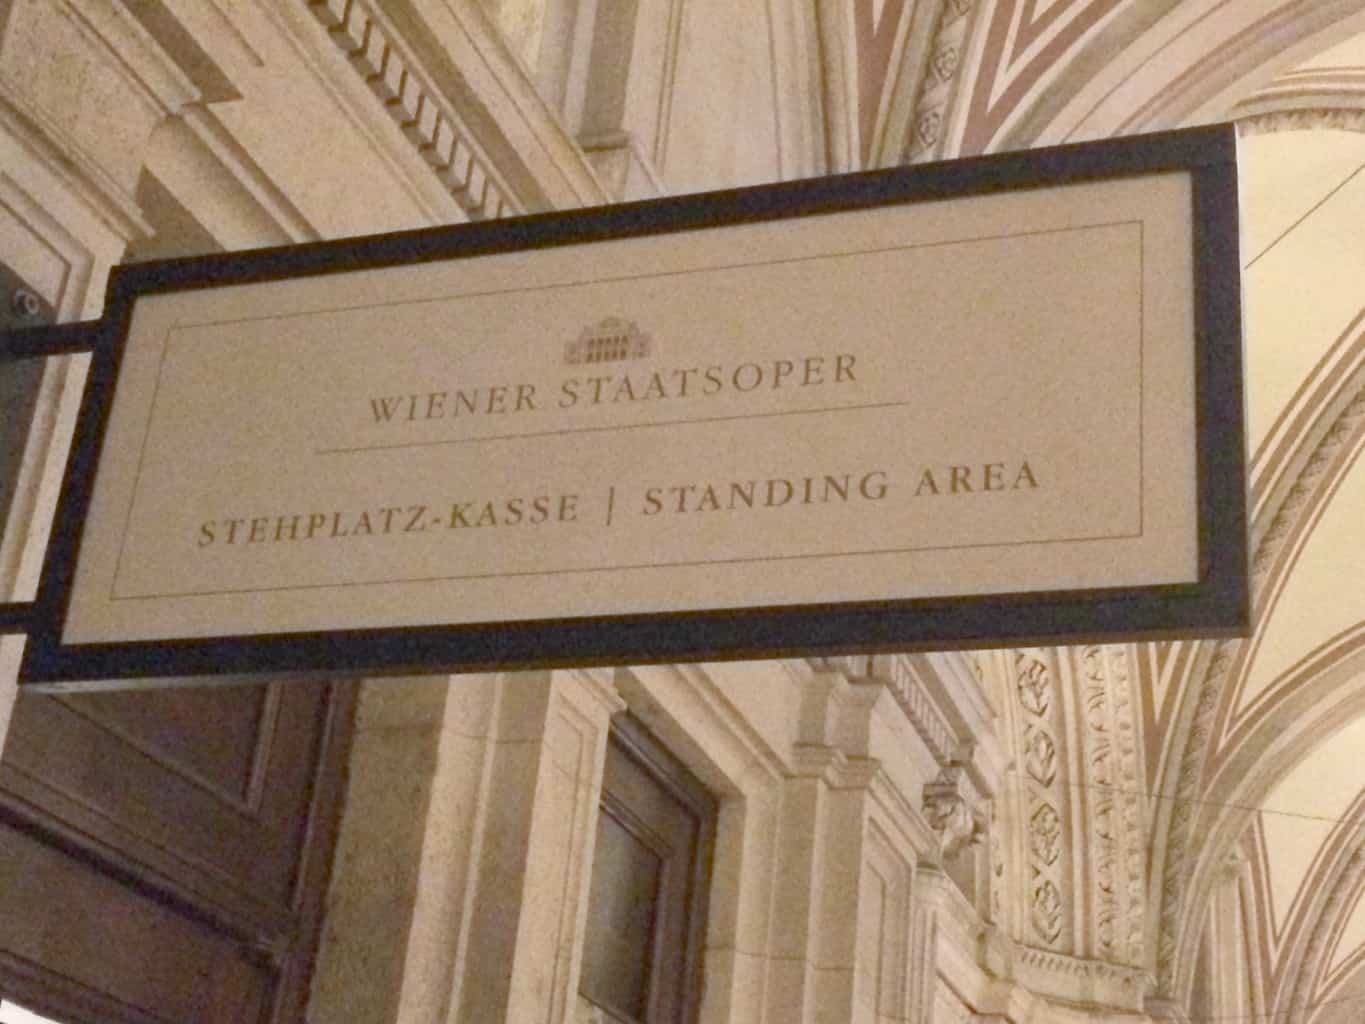 WIENER STAATSOPER
STEHPLATZ-KASSE | STANDING AREA